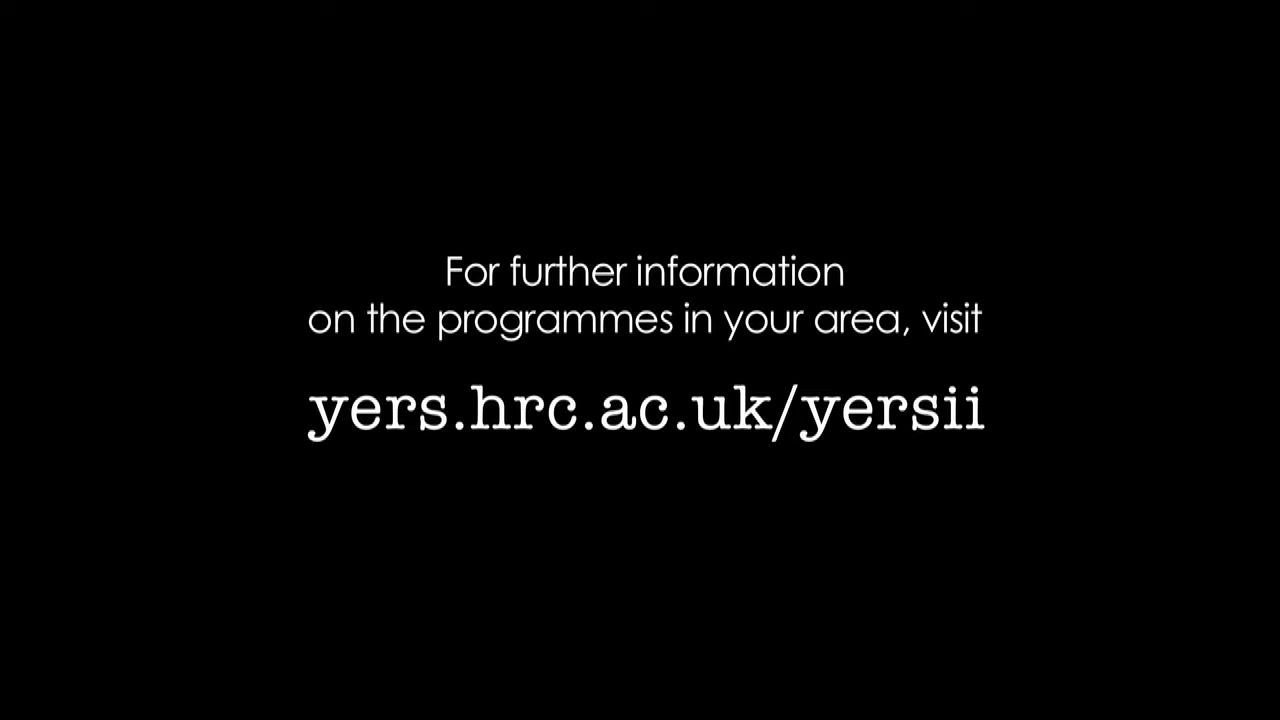 For further information
on the programmes in your area, visit
yers.hrc.ac.uk/yersii